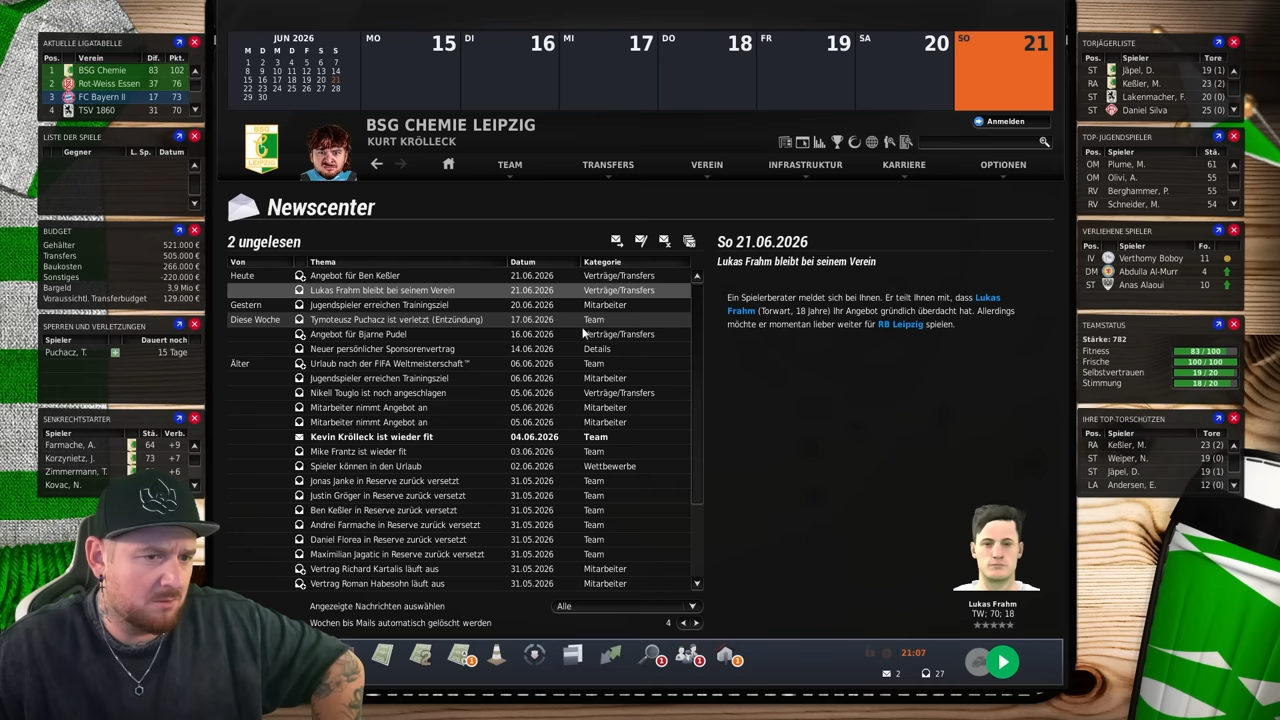 AKTUELLE LIGATABELLE
Pos. Verein Dif. Pkt.
1 BSG Chemie 83 102
2 Rot-Weiss Essen 37 76
3 FC Bayern II 17 73
4 TSV 1860 31 70
LISTE DER SPIELE
Gegner L. Sp. Datum
BUDGET
Gehälter 521.000 €
Transfers 505.000 €
Baukosten 266.000 €
Sonstiges -220.000 €
Bargeld 3,9 Mio €
Voraussichtl. Transferbudget 129.000 €
SPERREN UND VERLETZUNGEN
Spieler Dauert noch
Puchacz, T. 15 Tage
SENKRECHTSTARTER
Spieler Stä. Verb.
Farmache, A. 64 +9
Korzynietz, J. 73 +7
Zimmermann, T. +6
Kovac, N.
JUN 2026
M D M D F S S
1 2 3 4 5 6 7
8 9 10 11 12 13 14
15 16 17 18 19 20 21
22 23 24 25 26 27 28
29 30
MO 15 DI 16 MI 17 DO 18 FR 19 SA 20 SO 21
BSG CHEMIE LEIPZIG
KURT KRÖLLECK
Anmelden
BSG
LEIPZIG
TEAM TRANSFERS VEREIN INFRASTRUKTUR KARRIERE OPTIONEN
Newscenter
2 ungelesen
Von Thema Datum Kategorie
Heute Angebot für Ben Keßler 21.06.2026 Verträge/Transfers
Lukas Frahm bleibt bei seinem Verein 21.06.2026 Verträge/Transfers
Gestern Jugendspieler erreichen Trainingsziel 20.06.2026 Mitarbeiter
Diese Woche Tymoteusz Puchacz ist verletzt (Entzündung) 17.06.2026 Team
Angebot für Bjarne Pudel 16.06.2026 Verträge/Transfers
Neuer persönlicher Sponsorenvertrag 14.06.2026 Details
Älter Urlaub nach der FIFA Weltmeisterschaft™ 06.06.2026 Team
Jugendspieler erreichen Trainingsziel 06.06.2026 Mitarbeiter
Nikell Touglo ist noch angeschlagen 05.06.2026 Verträge/Transfers
Mitarbeiter nimmt Angebot an 05.06.2026 Mitarbeiter
Mitarbeiter nimmt Angebot an 05.06.2026 Mitarbeiter
Kevin Krölleck ist wieder fit 04.06.2026 Team
Mike Frantz ist wieder fit 03.06.2026 Team
Spieler können in den Urlaub 02.06.2026 Wettbewerbe
Jonas Janke in Reserve zurück versetzt 31.05.2026 Team
Justin Gröger in Reserve zurück versetzt 31.05.2026 Team
Ben Keßler in Reserve zurück versetzt 31.05.2026 Team
Andrei Farmache in Reserve zurück versetzt 31.05.2026 Team
Daniel Florea in Reserve zurück versetzt 31.05.2026 Team
Maximilian Jagatic in Reserve zurück versetzt 31.05.2026 Team
Vertrag Richard Kartalis läuft aus 31.05.2026 Mitarbeiter
Vertrag Roman Habesohn läuft aus 31.05.2026 Mitarbeiter
Angezeigte Nachrichten auswählen Alle
Wochen bis Mails automatisch gelöscht werden 4
So 21.06.2026
Lukas Frahm bleibt bei seinem Verein
Ein Spielerberater meldet sich bei Ihnen. Er teilt Ihnen mit, dass Lukas
Frahm (Torwart, 18 Jahre) Ihr Angebot gründlich überdacht hat. Allerdings
möchte er momentan lieber weiter für RB Leipzig spielen.
Lukas Frahm
TW; 70; 18
1 1 1 1
21:07
2 27
TORJÄGERLISTE
Pos. Spieler Tore
ST Jäpel, D. 19 (1)
RA Keßler, M. 23 (2)
ST Lakenmacher, F. 20 (0)
ST Daniel Silva 25 (0)
TOP-JUGENDSPIELER
Pos. Spieler Stä.
OM Plume, M. 61
OM Olivi, A. 55
RV Berghammer, P. 55
RV Schneider, M. 54
VERLIEHENE SPIELER
Pos. Spieler Fo.
IV Verthomy Boboy 11
DM Abdulla Al-Murr 4
ST Anas Alaoui 10
TEAMSTATUS
Stärke: 782
Fitness 83 / 100
Frische 100 / 100
Selbstvertrauen 19 / 20
Stimmung 18 / 20
IHRE TOP-TORSCHÜTZEN
Pos. Spieler Tore
RA Keßler, M. 23 (2)
ST Weiper, N. 19 (0)
ST Jäpel, D. 19 (1)
LA Andersen, E. 12 (0)